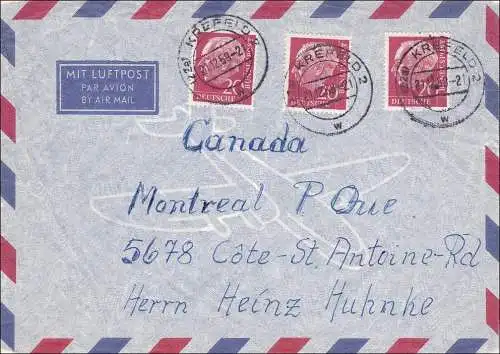 MIT LUFTPOST
PAR AVION
BY AIR MAIL
KREFELD 2
20
DEUTSCHE
KREFELD 2
20
DEUTSCHE
w
KREFELD 2
20
DEUTSCHE
w
Canada
Montreal P. Que.
5678 Côte-St. Antoine-Rd
Herrn Heinz Huhnke